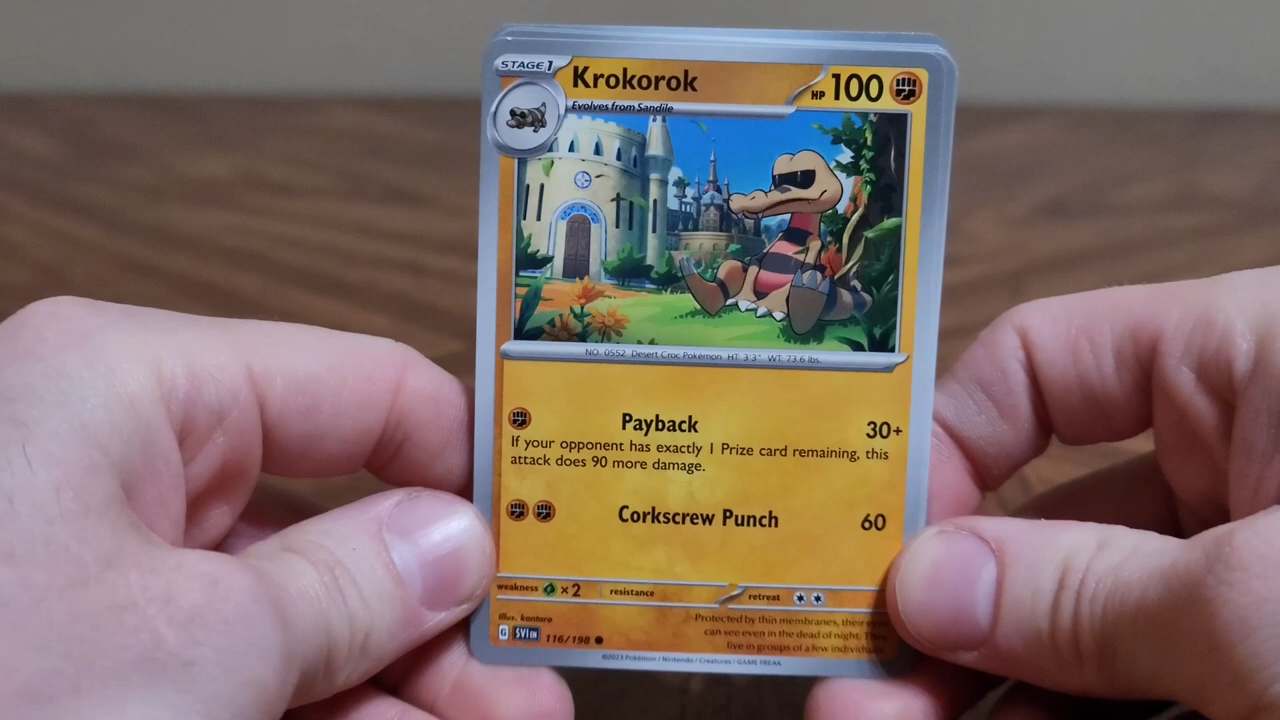 STAGE 1
Krokorok
HP 100
Evolves from Sandile
NO. 0552 Desert Croc Pokémon HT: 3'3" WT: 73.6 lbs.
Payback 30+
If your opponent has exactly 1 Prize card remaining, this
attack does 90 more damage.
Corkscrew Punch 60
weakness ×2 resistance retreat
Illus. kantaro
Protected by thin membranes, their
can see even in the dead of night.
live in groups of a few individuals.
G SVI EN 116/198
©2023 Pokémon / Nintendo / Creatures / GAME FREAK